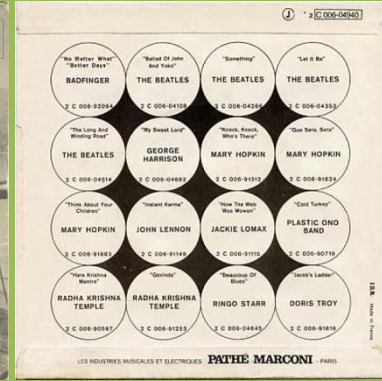 J 2 C 006-04940
"No Matter What"
"Better Days"
BADFINGER
2 C 006-92084
"Ballad Of John
And Yoko"
THE BEATLES
2 C 006-04108
"Something"
THE BEATLES
2 C 006-04266
"Let It Be"
THE BEATLES
2 C 006-04353
"The Long And
Winding Road"
THE BEATLES
2 C 006-04514
"My Sweet Lord"
GEORGE
HARRISON
2 C 006-04692
"Knock, Knock,
Who's There"
MARY HOPKIN
2 C 006-91312
"Que Sera, Sera"
MARY HOPKIN
2 C 006-91624
"Think About Your
Children"
MARY HOPKIN
2 C 006-91883
"Instant Karma"
JOHN LENNON
2 C 006-91149
"How The Web
Was Woven"
JACKIE LOMAX
2 C 006-91115
"Cold Turkey"
PLASTIC ONO
BAND
2 C 006-90719
"Hare Krishna
Mantra"
RADHA KRISHNA
TEMPLE
2 C 006-90587
"Govinda"
RADHA KRISHNA
TEMPLE
2 C 006-91253
"Beaucoup Of
Blues"
RINGO STARR
2 C 006-04645
"Jacob's Ladder"
DORIS TROY
2 C 006-91816
Made in France
LES INDUSTRIES MUSICALES ET ELECTRIQUES PATHÉ MARCONI - PARIS